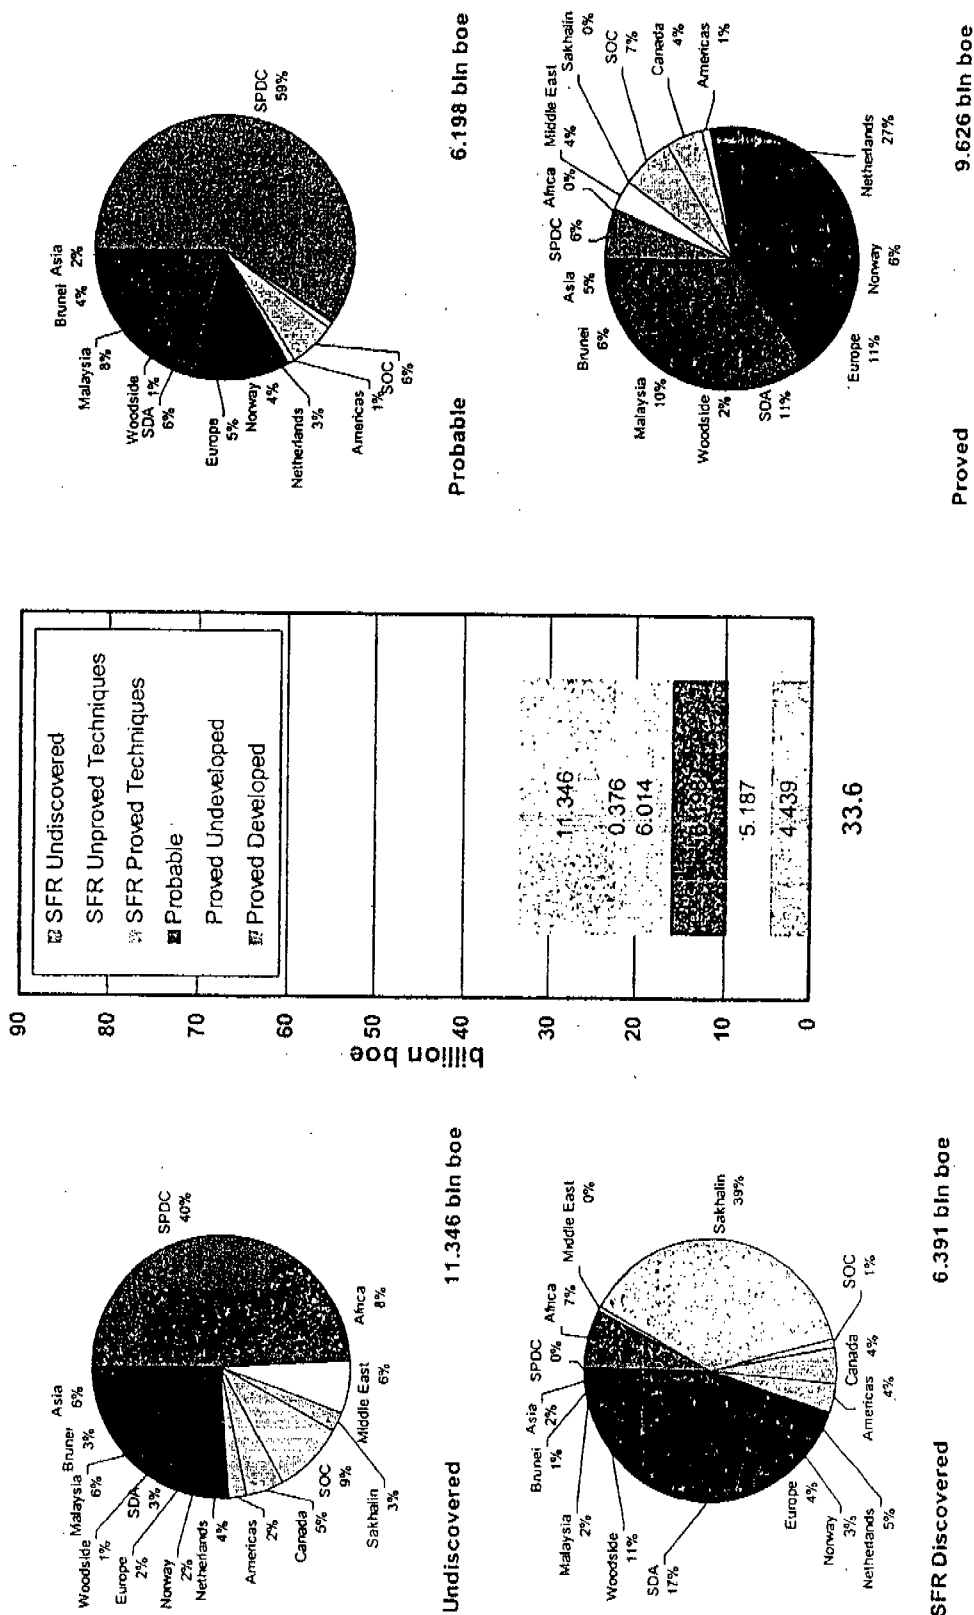 SPDC
40%
Africa
8%
Middle East
6%
Sakhalin
3%
SOC
9%
Canada
5%
Americas
2%
Netherlands
4%
Norway
2%
Europe
2%
SDA
3%
Woodside
1%
Malaysia
6%
Brunei
3%
Asia
6%
Undiscovered
11.346 bln boe
Middle East
0%
Sakhalin
39%
SOC
1%
Canada
4%
Americas
4%
Netherlands
5%
Norway
3%
Europe
4%
SDA
17%
Woodside
11%
Malaysia
2%
Brunei
1%
Asia
2%
SPDC
0%
Africa
7%
SFR Discovered
6.391 bln boe
90
80
70
60
50
40
30
20
10
0
billion boe
SFR Undiscovered
SFR Unproved Techniques
SFR Proved Techniques
Probable
Proved Undeveloped
Proved Developed
11.346
0.376
6.014
6.198
5.187
4.439
33.6
SPDC
59%
SOC
6%
Americas
1%
Netherlands
3%
Norway
4%
Europe
5%
SDA
6%
Woodside
1%
Malaysia
8%
Brunei
4%
Asia
2%
Probable
6.198 bln boe
SPDC
6%
Africa
0%
Middle East
4%
Sakhalin
0%
SOC
7%
Canada
4%
Americas
1%
Netherlands
27%
Norway
6%
Europe
11%
SDA
11%
Woodside
2%
Malaysia
10%
Brunei
6%
Asia
5%
Proved
9.626 bln boe